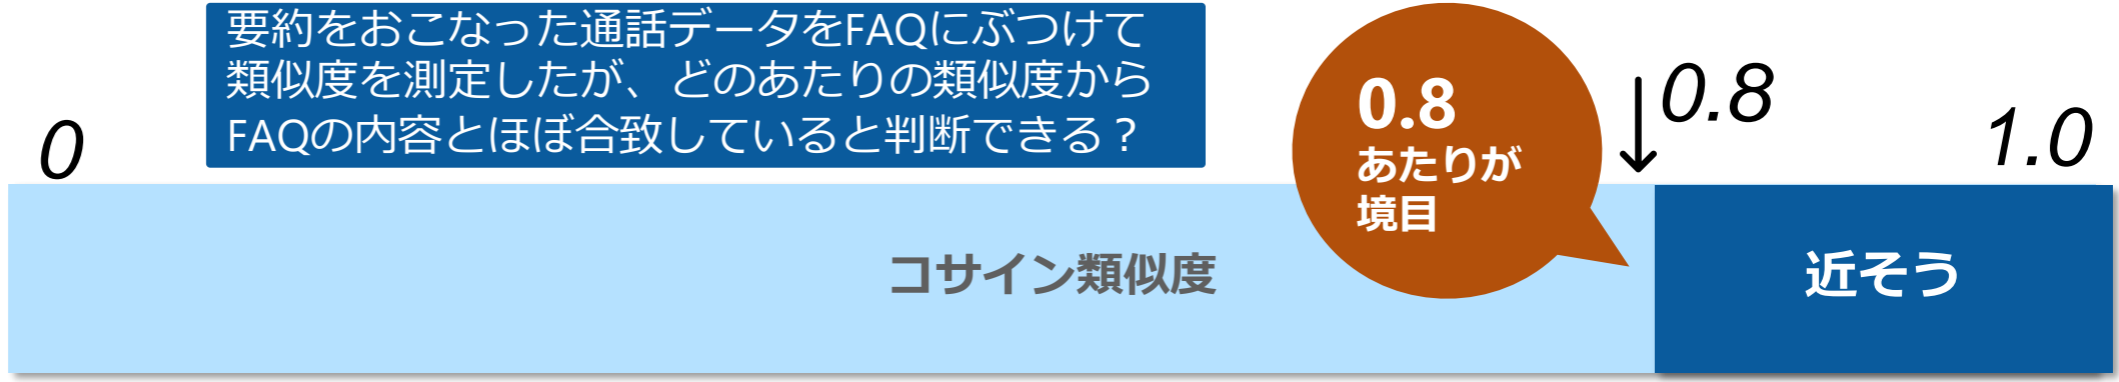 要約をおこなった通話データをFAQにぶつけて
類似度を測定したが、どのあたりの類似度から
FAQの内容とほぼ合致していると判断できる？
0
0.8
あたりが
境目
0.8
1.0
コサイン類似度
近そう